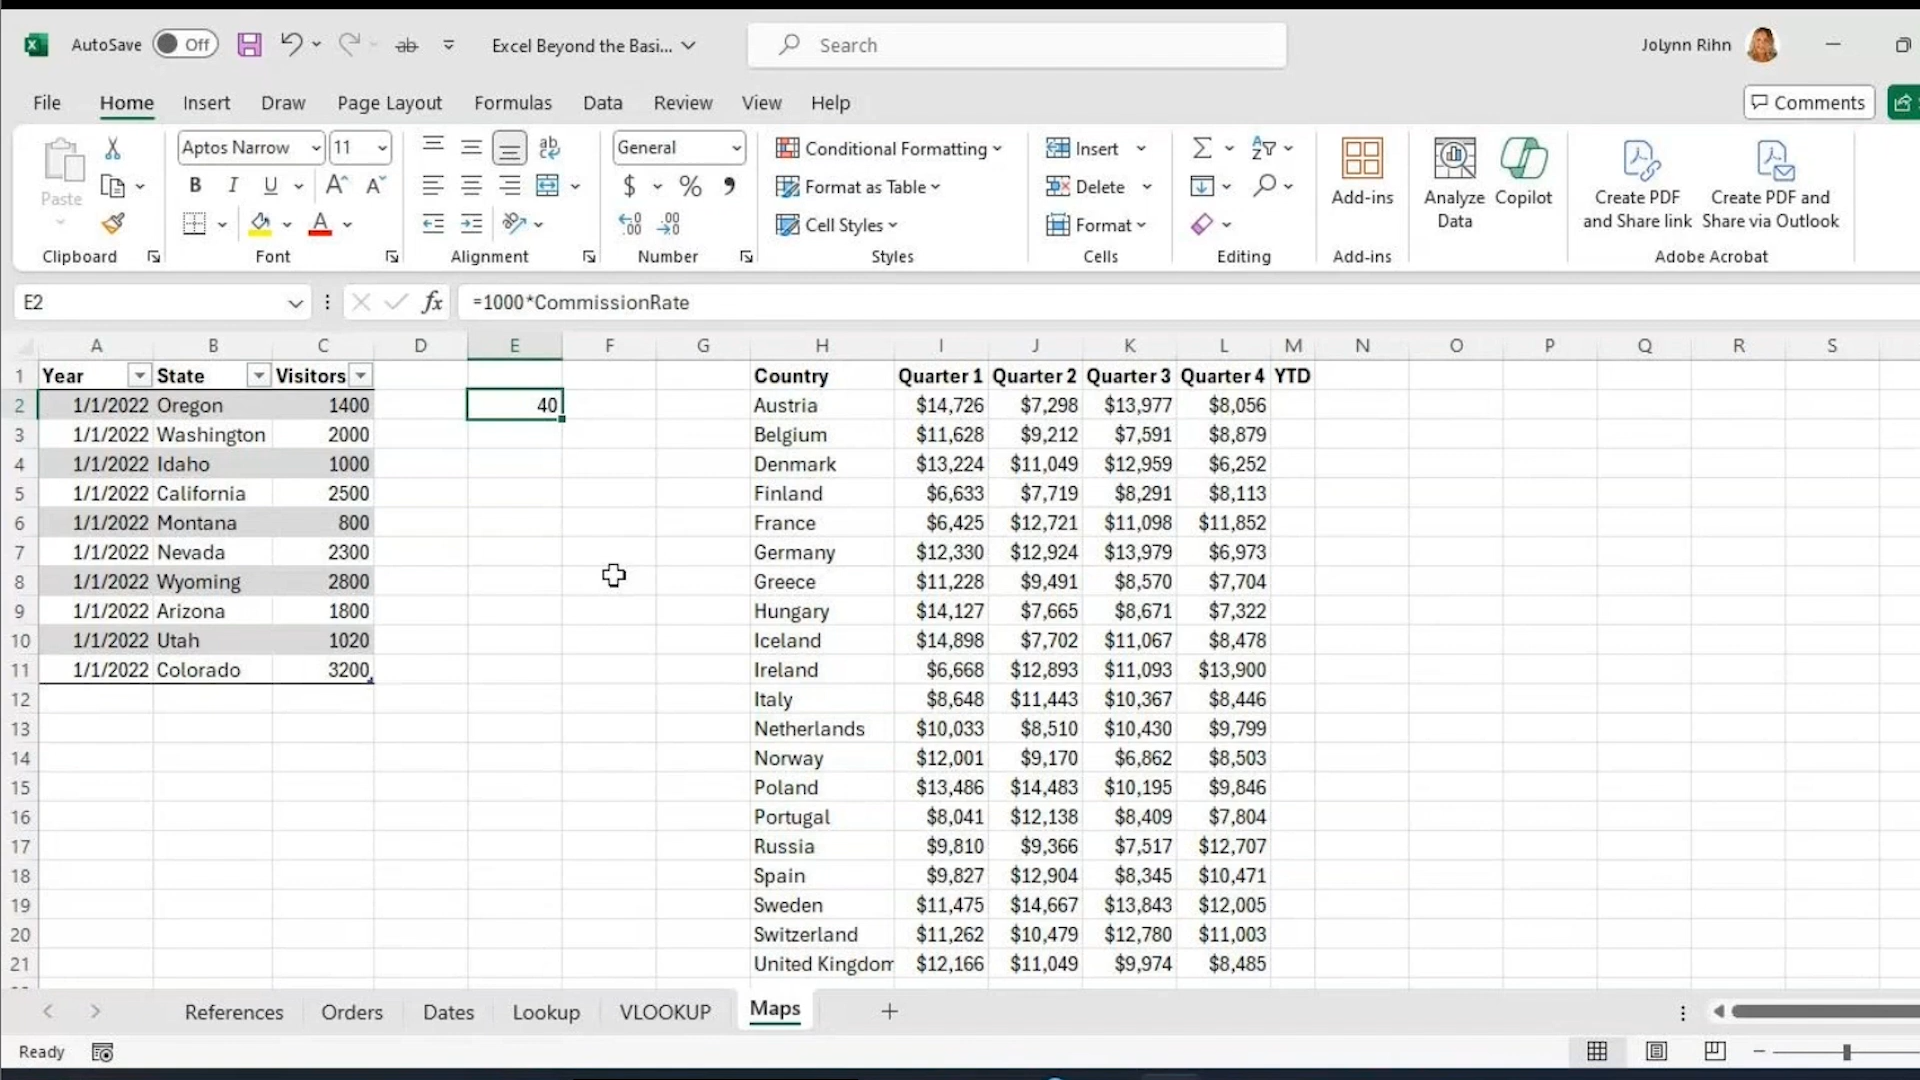 AutoSave Off Excel Beyond the Basi... Search Jolynn Rihn
File Home Insert Draw Page Layout Formulas Data Review View Help Comments
Paste Aptos Narrow 11 General Conditional Formatting Insert
B I U $ % Format as Table Delete Add-ins Analyze Data Copilot Create PDF and Share link Create PDF and Share via Outlook
Cell Styles Format
Clipboard Font Alignment Number Styles Cells Editing Add-ins Adobe Acrobat
E2 fx =1000*CommissionRate
A B C D E F G H I J K L M N O P Q R S
1 Year State Visitors Country Quarter 1 Quarter 2 Quarter 3 Quarter 4 YTD
2 1/1/2022 Oregon 1400 40 Austria $14,726 $7,298 $13,977 $8,056
3 1/1/2022 Washington 2000 Belgium $11,628 $9,212 $7,591 $8,879
4 1/1/2022 Idaho 1000 Denmark $13,224 $11,049 $12,959 $6,252
5 1/1/2022 California 2500 Finland $6,633 $7,719 $8,291 $8,113
6 1/1/2022 Montana 800 France $6,425 $12,721 $11,098 $11,852
7 1/1/2022 Nevada 2300 Germany $12,330 $12,924 $13,979 $6,973
8 1/1/2022 Wyoming 2800 Greece $11,228 $9,491 $8,570 $7,704
9 1/1/2022 Arizona 1800 Hungary $14,127 $7,665 $8,671 $7,322
10 1/1/2022 Utah 1020 Iceland $14,898 $7,702 $11,067 $8,478
11 1/1/2022 Colorado 3200 Ireland $6,668 $12,893 $11,093 $13,900
12 Italy $8,648 $11,443 $10,367 $8,446
13 Netherlands $10,033 $8,510 $10,430 $9,799
14 Norway $12,001 $9,170 $6,862 $8,503
15 Poland $13,486 $14,483 $10,195 $9,846
16 Portugal $8,041 $12,138 $8,409 $7,804
17 Russia $9,810 $9,366 $7,517 $12,707
18 Spain $9,827 $12,904 $8,345 $10,471
19 Sweden $11,475 $14,667 $13,843 $12,005
20 Switzerland $11,262 $10,479 $12,780 $11,003
21 United Kingdom $12,166 $11,049 $9,974 $8,485
References Orders Dates Lookup VLOOKUP Maps
Ready